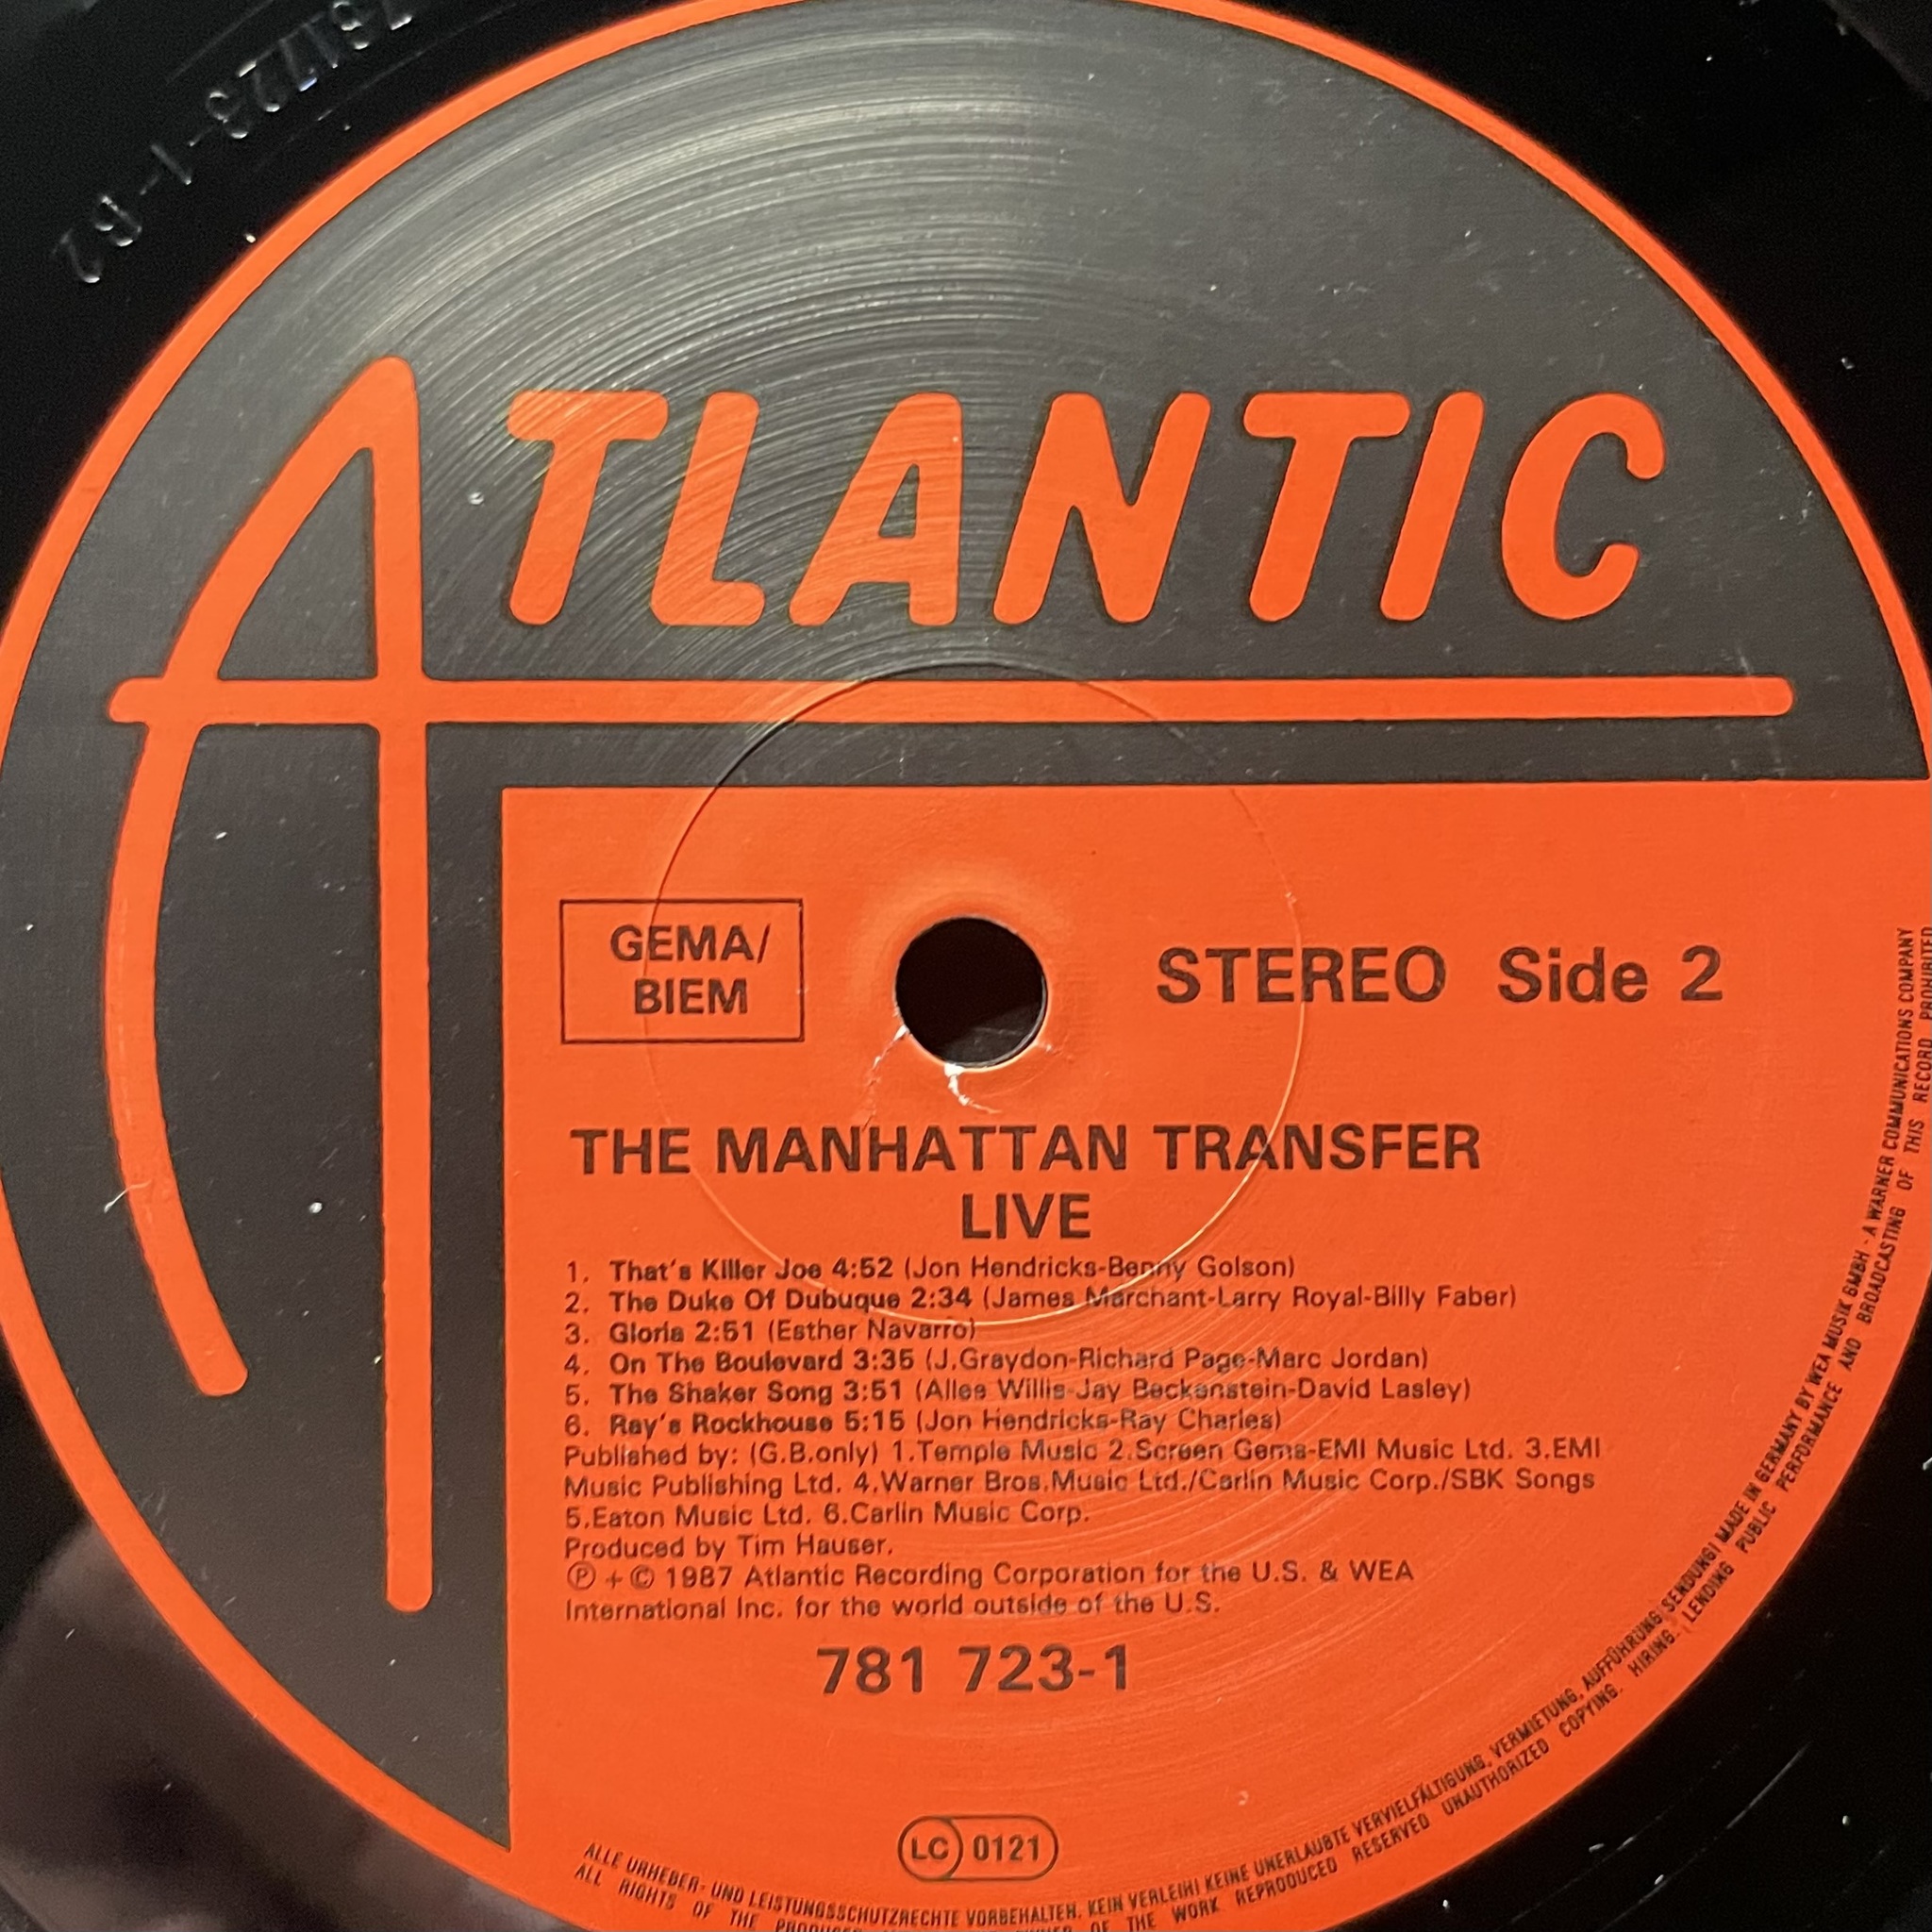 781723-1-B2
ATLANTIC
GEMA/
BIEM
STEREO Side 2
THE MANHATTAN TRANSFER
LIVE
1. That's Killer Joe 4:52 (Jon Hendricks-Benny Golson)
2. The Duke Of Dubuque 2:34 (James Marchant-Larry Royal-Billy Faber)
3. Gloria 2:51 (Esther Navarro)
4. On The Boulevard 3:35 (J.Graydon-Richard Page-Marc Jordan)
5. The Shaker Song 3:51 (Allee Willis-Jay Beckenstein-David Lasley)
6. Ray's Rockhouse 5:15 (Jon Hendricks-Ray Charles)
Published by: (G.B.only) 1.Temple Music 2.Screen Gems-EMI Music Ltd. 3.EMI
Music Publishing Ltd. 4.Warner Bros.Music Ltd./Carlin Music Corp./SBK Songs
5.Eaton Music Ltd. 6.Carlin Music Corp.
Produced by Tim Hauser.
Ⓟ + © 1987 Atlantic Recording Corporation for the U.S. & WEA
International Inc. for the world outside of the U.S.
781 723-1
LC 0121
ALLE URHEBER- UND LEISTUNGSSCHUTZRECHTE VORBEHALTEN. KEIN VERLEIH! KEINE UNERLAUBTE VERVIELFÄLTIGUNG, VERMIETUNG, AUFFÜHRUNG, SENDUNG! MADE IN GERMANY BY WEA MUSIK GMBH - A WARNER COMMUNICATIONS COMPANY
ALL RIGHTS OF THE OF THE WORK REPRODUCED RESERVED UNAUTHORIZED COPYING. HIRING. LENDING PUBLIC PERFORMANCE AND BROADCASTING OF THIS RECORD PROHIBITED